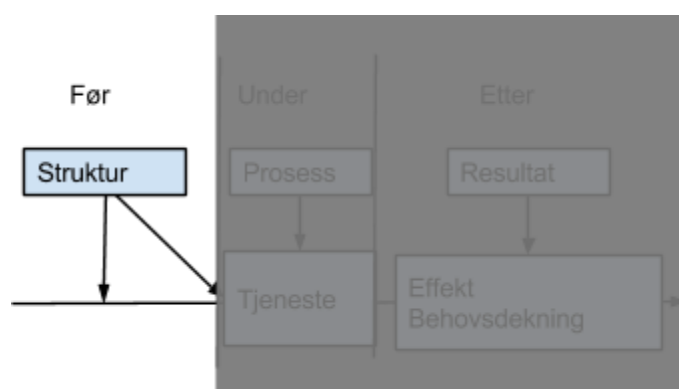 Før
Under
Etter
Struktur
Prosess
Resultat
Tjeneste
Effekt
Behovsdekning